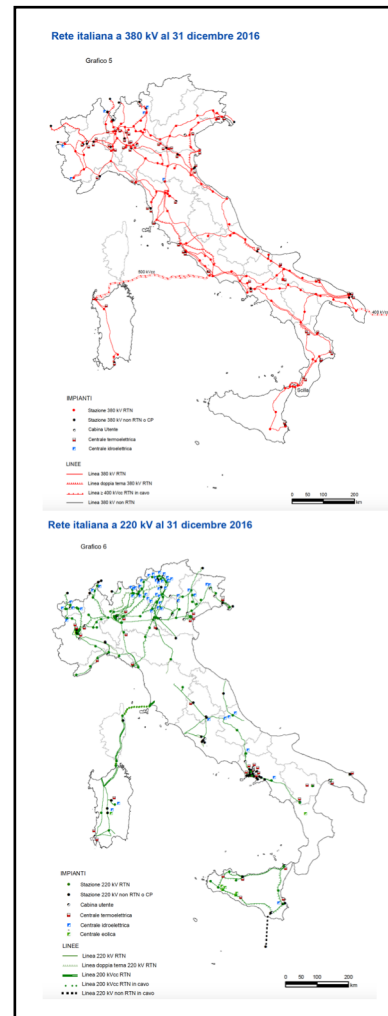 Rete italiana a 380 kV al 31 dicembre 2016
Grafico 5
500 kVcc
400 kVcc
Scilla
IMPIANTI
Stazione 380 kV RTN
Stazione 380 kV non RTN o CP
Cabina Utente
Centrale termoelettrica
Centrale idroelettrica
LINEE
Linea 380 kV RTN
Linea doppia terna 380 kV RTN
Linea ≥ 400 kVcc RTN in cavo
Linea 380 kV non RTN
0 50 100 200
km
Rete italiana a 220 kV al 31 dicembre 2016
Grafico 6
IMPIANTI
Stazione 220 kV RTN
Stazione 220 kV non RTN o CP
Cabina utente
Centrale termoelettrica
Centrale idroelettrica
Centrale eolica
LINEE
Linea 220 kV RTN
Linea doppia terna 220 kV RTN
Linea 200 kVcc RTN
Linea 200 kVcc RTN in cavo
Linea 220 kV non RTN in cavo
0 50 100 200
km